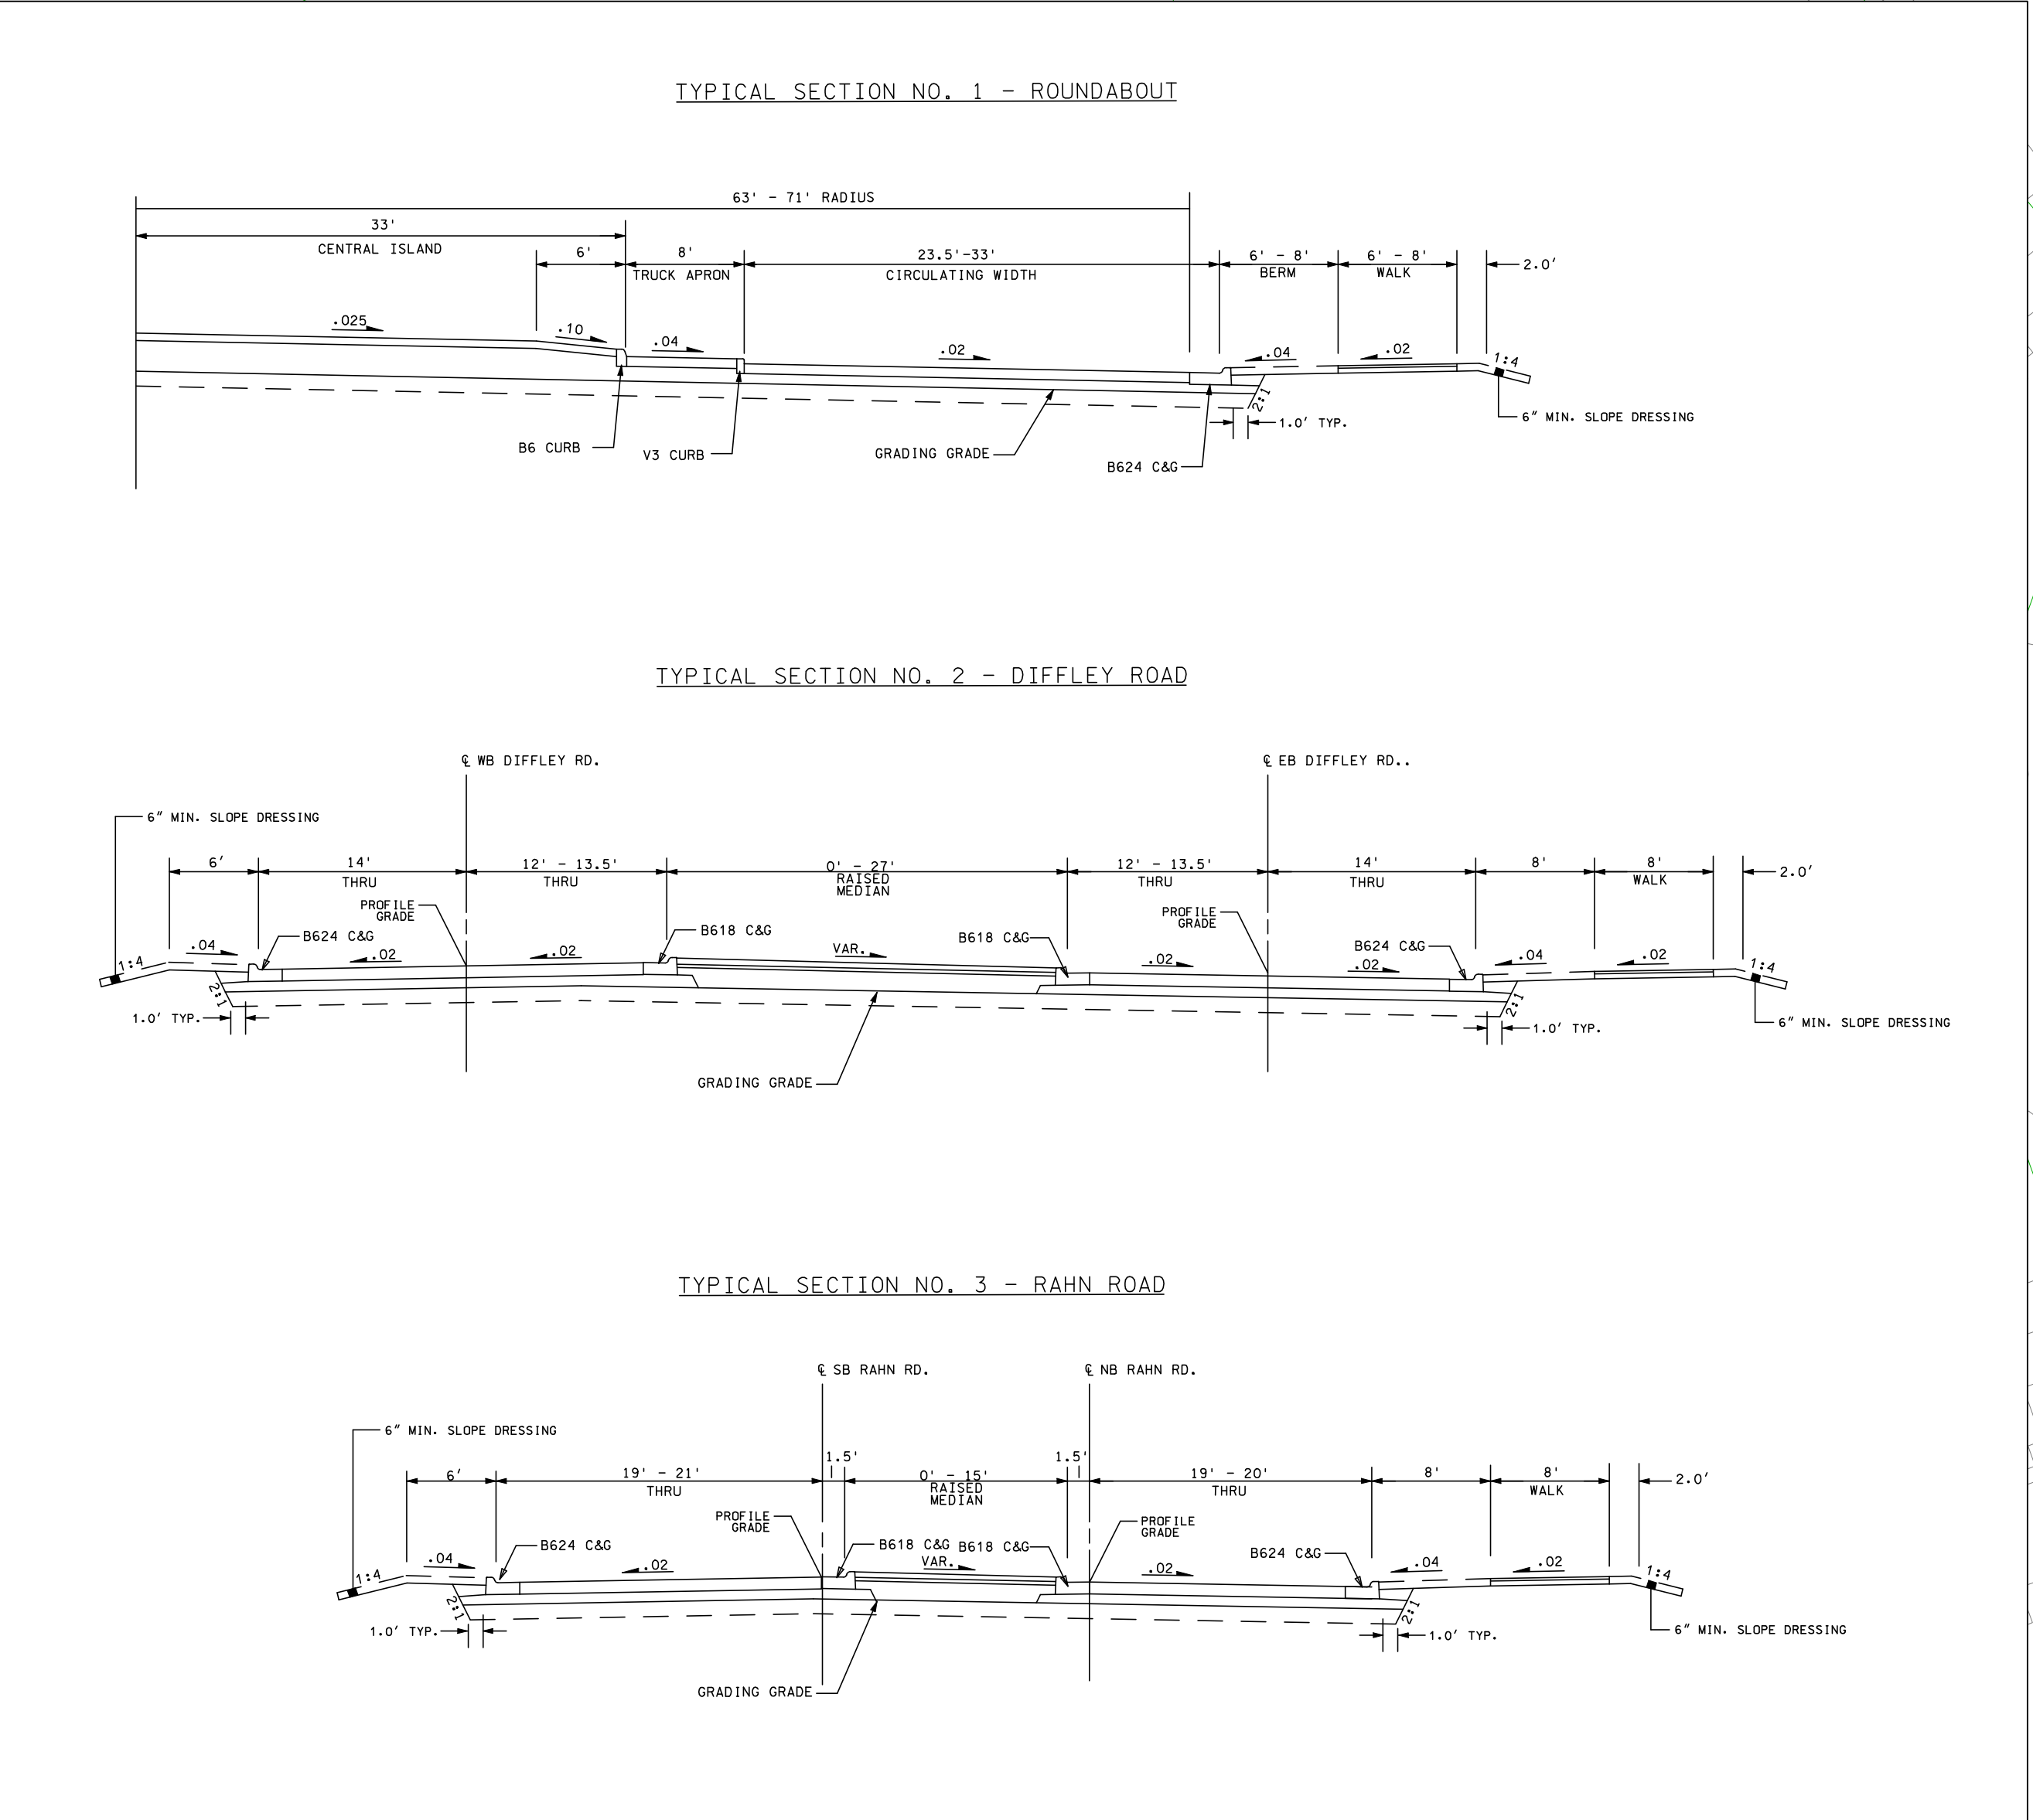 TYPICAL SECTION NO. 1 - ROUNDABOUT
63' - 71' RADIUS
33'
CENTRAL ISLAND
6'
8'
TRUCK APRON
23.5'-33'
CIRCULATING WIDTH
6' - 8'
BERM
6' - 8'
WALK
2.0'
.025
.10
.04
.02
.04
.02
1:4
2:1
6" MIN. SLOPE DRESSING
1.0' TYP.
B6 CURB
V3 CURB
GRADING GRADE
B624 C&G
TYPICAL SECTION NO. 2 - DIFFLEY ROAD
℄ WB DIFFLEY RD.
℄ EB DIFFLEY RD..
6" MIN. SLOPE DRESSING
6'
14'
THRU
12' - 13.5'
THRU
0' - 27'
RAISED
MEDIAN
12' - 13.5'
THRU
14'
THRU
8'
8'
WALK
2.0'
PROFILE
GRADE
PROFILE
GRADE
B624 C&G
B618 C&G
B618 C&G
B624 C&G
1:4
.04
.02
.02
VAR.
.02
.02
.04
.02
1:4
2:1
2:1
1.0' TYP.
1.0' TYP.
6" MIN. SLOPE DRESSING
GRADING GRADE
TYPICAL SECTION NO. 3 - RAHN ROAD
℄ SB RAHN RD.
℄ NB RAHN RD.
6" MIN. SLOPE DRESSING
6'
19' - 21'
THRU
1.5'
0' - 15'
RAISED
MEDIAN
1.5'
19' - 20'
THRU
8'
8'
WALK
2.0'
PROFILE
GRADE
PROFILE
GRADE
B624 C&G
B618 C&G
B618 C&G
B624 C&G
1:4
.04
.02
VAR.
.02
.04
.02
1:4
2:1
2:1
1.0' TYP.
1.0' TYP.
6" MIN. SLOPE DRESSING
GRADING GRADE